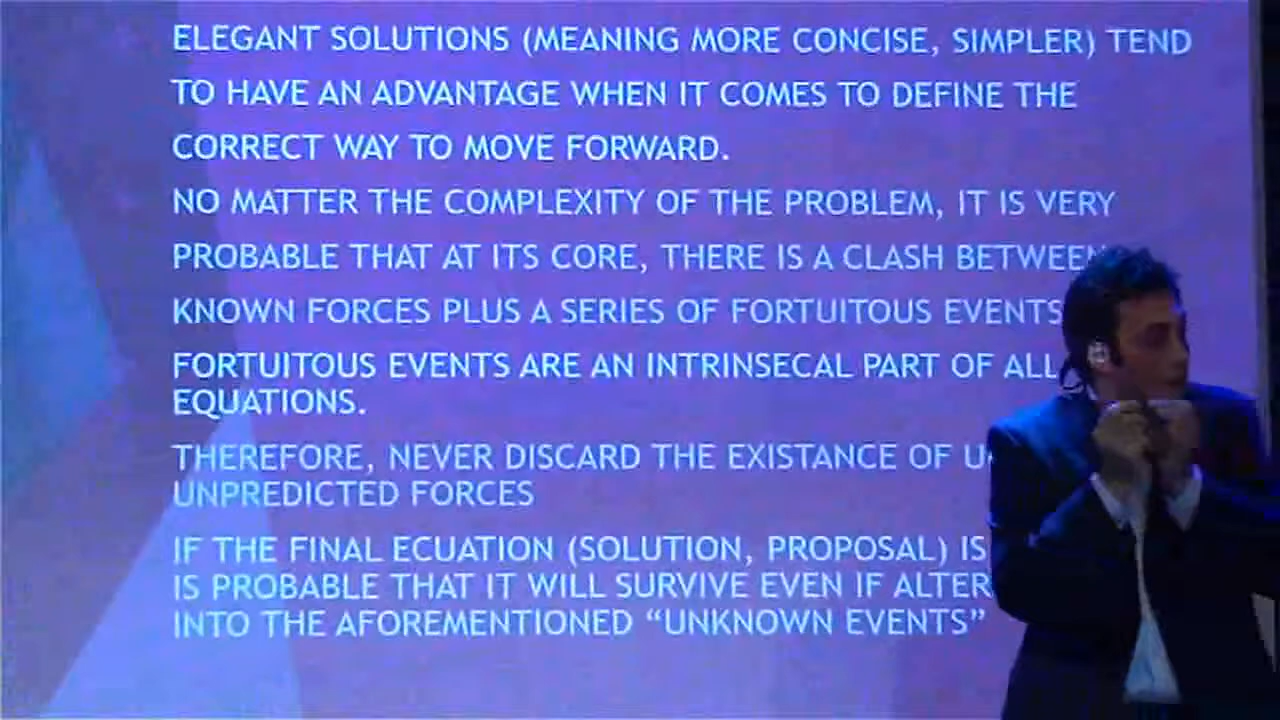 ELEGANT SOLUTIONS (MEANING MORE CONCISE, SIMPLER) TEND
TO HAVE AN ADVANTAGE WHEN IT COMES TO DEFINE THE
CORRECT WAY TO MOVE FORWARD.
NO MATTER THE COMPLEXITY OF THE PROBLEM, IT IS VERY
PROBABLE THAT AT ITS CORE, THERE IS A CLASH BETWEEN
KNOWN FORCES PLUS A SERIES OF FORTUITOUS EVENTS
FORTUITOUS EVENTS ARE AN INTRINSECAL PART OF ALL
EQUATIONS.
THEREFORE, NEVER DISCARD THE EXISTANCE OF
UNPREDICTED FORCES
IF THE FINAL ECUATION (SOLUTION, PROPOSAL) IS
IS PROBABLE THAT IT WILL SURVIVE EVEN IF
INTO THE AFOREMENTIONED “UNKNOWN EVENTS”